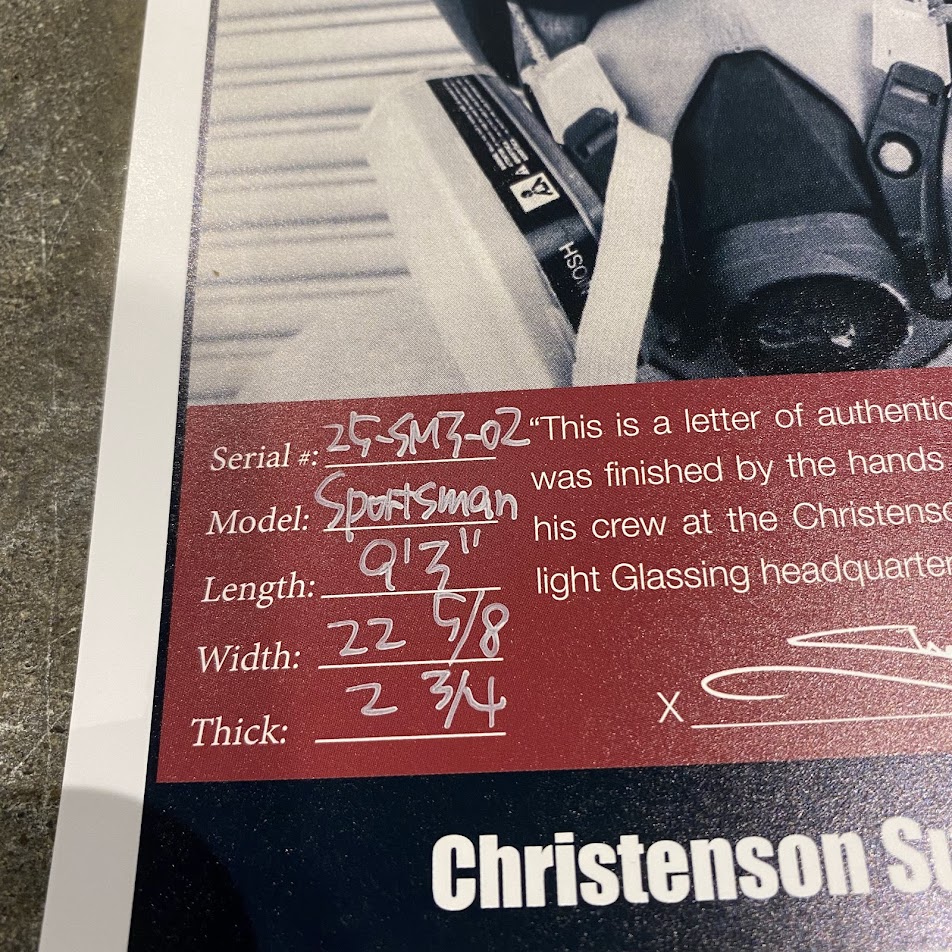 Serial #: 25-SM3-02
Model: Sportsman
Length: 9'3"
Width: 22 5/8
Thick: 2 3/4
"This is a letter of authentic
was finished by the hands
his crew at the Christenso
light Glassing headquarter
X
Christenson Su